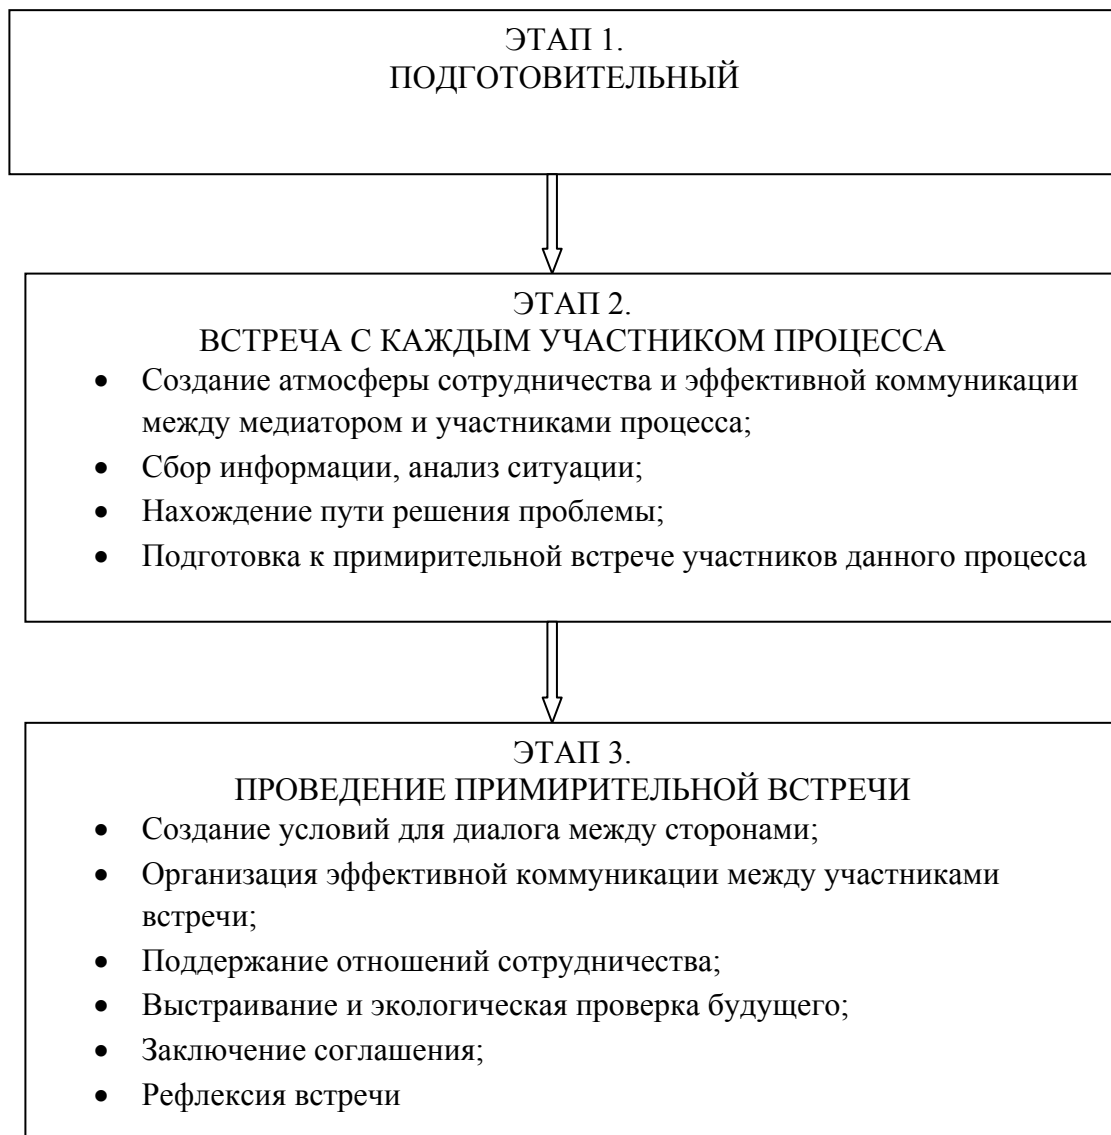 ЭТАП 1.
ПОДГОТОВИТЕЛЬНЫЙ
ЭТАП 2.
ВСТРЕЧА С КАЖДЫМ УЧАСТНИКОМ ПРОЦЕССА
• Создание атмосферы сотрудничества и эффективной коммуникации
между медиатором и участниками процесса;
• Сбор информации, анализ ситуации;
• Нахождение пути решения проблемы;
• Подготовка к примирительной встрече участников данного процесса
ЭТАП 3.
ПРОВЕДЕНИЕ ПРИМИРИТЕЛЬНОЙ ВСТРЕЧИ
• Создание условий для диалога между сторонами;
• Организация эффективной коммуникации между участниками
встречи;
• Поддержание отношений сотрудничества;
• Выстраивание и экологическая проверка будущего;
• Заключение соглашения;
• Рефлексия встречи